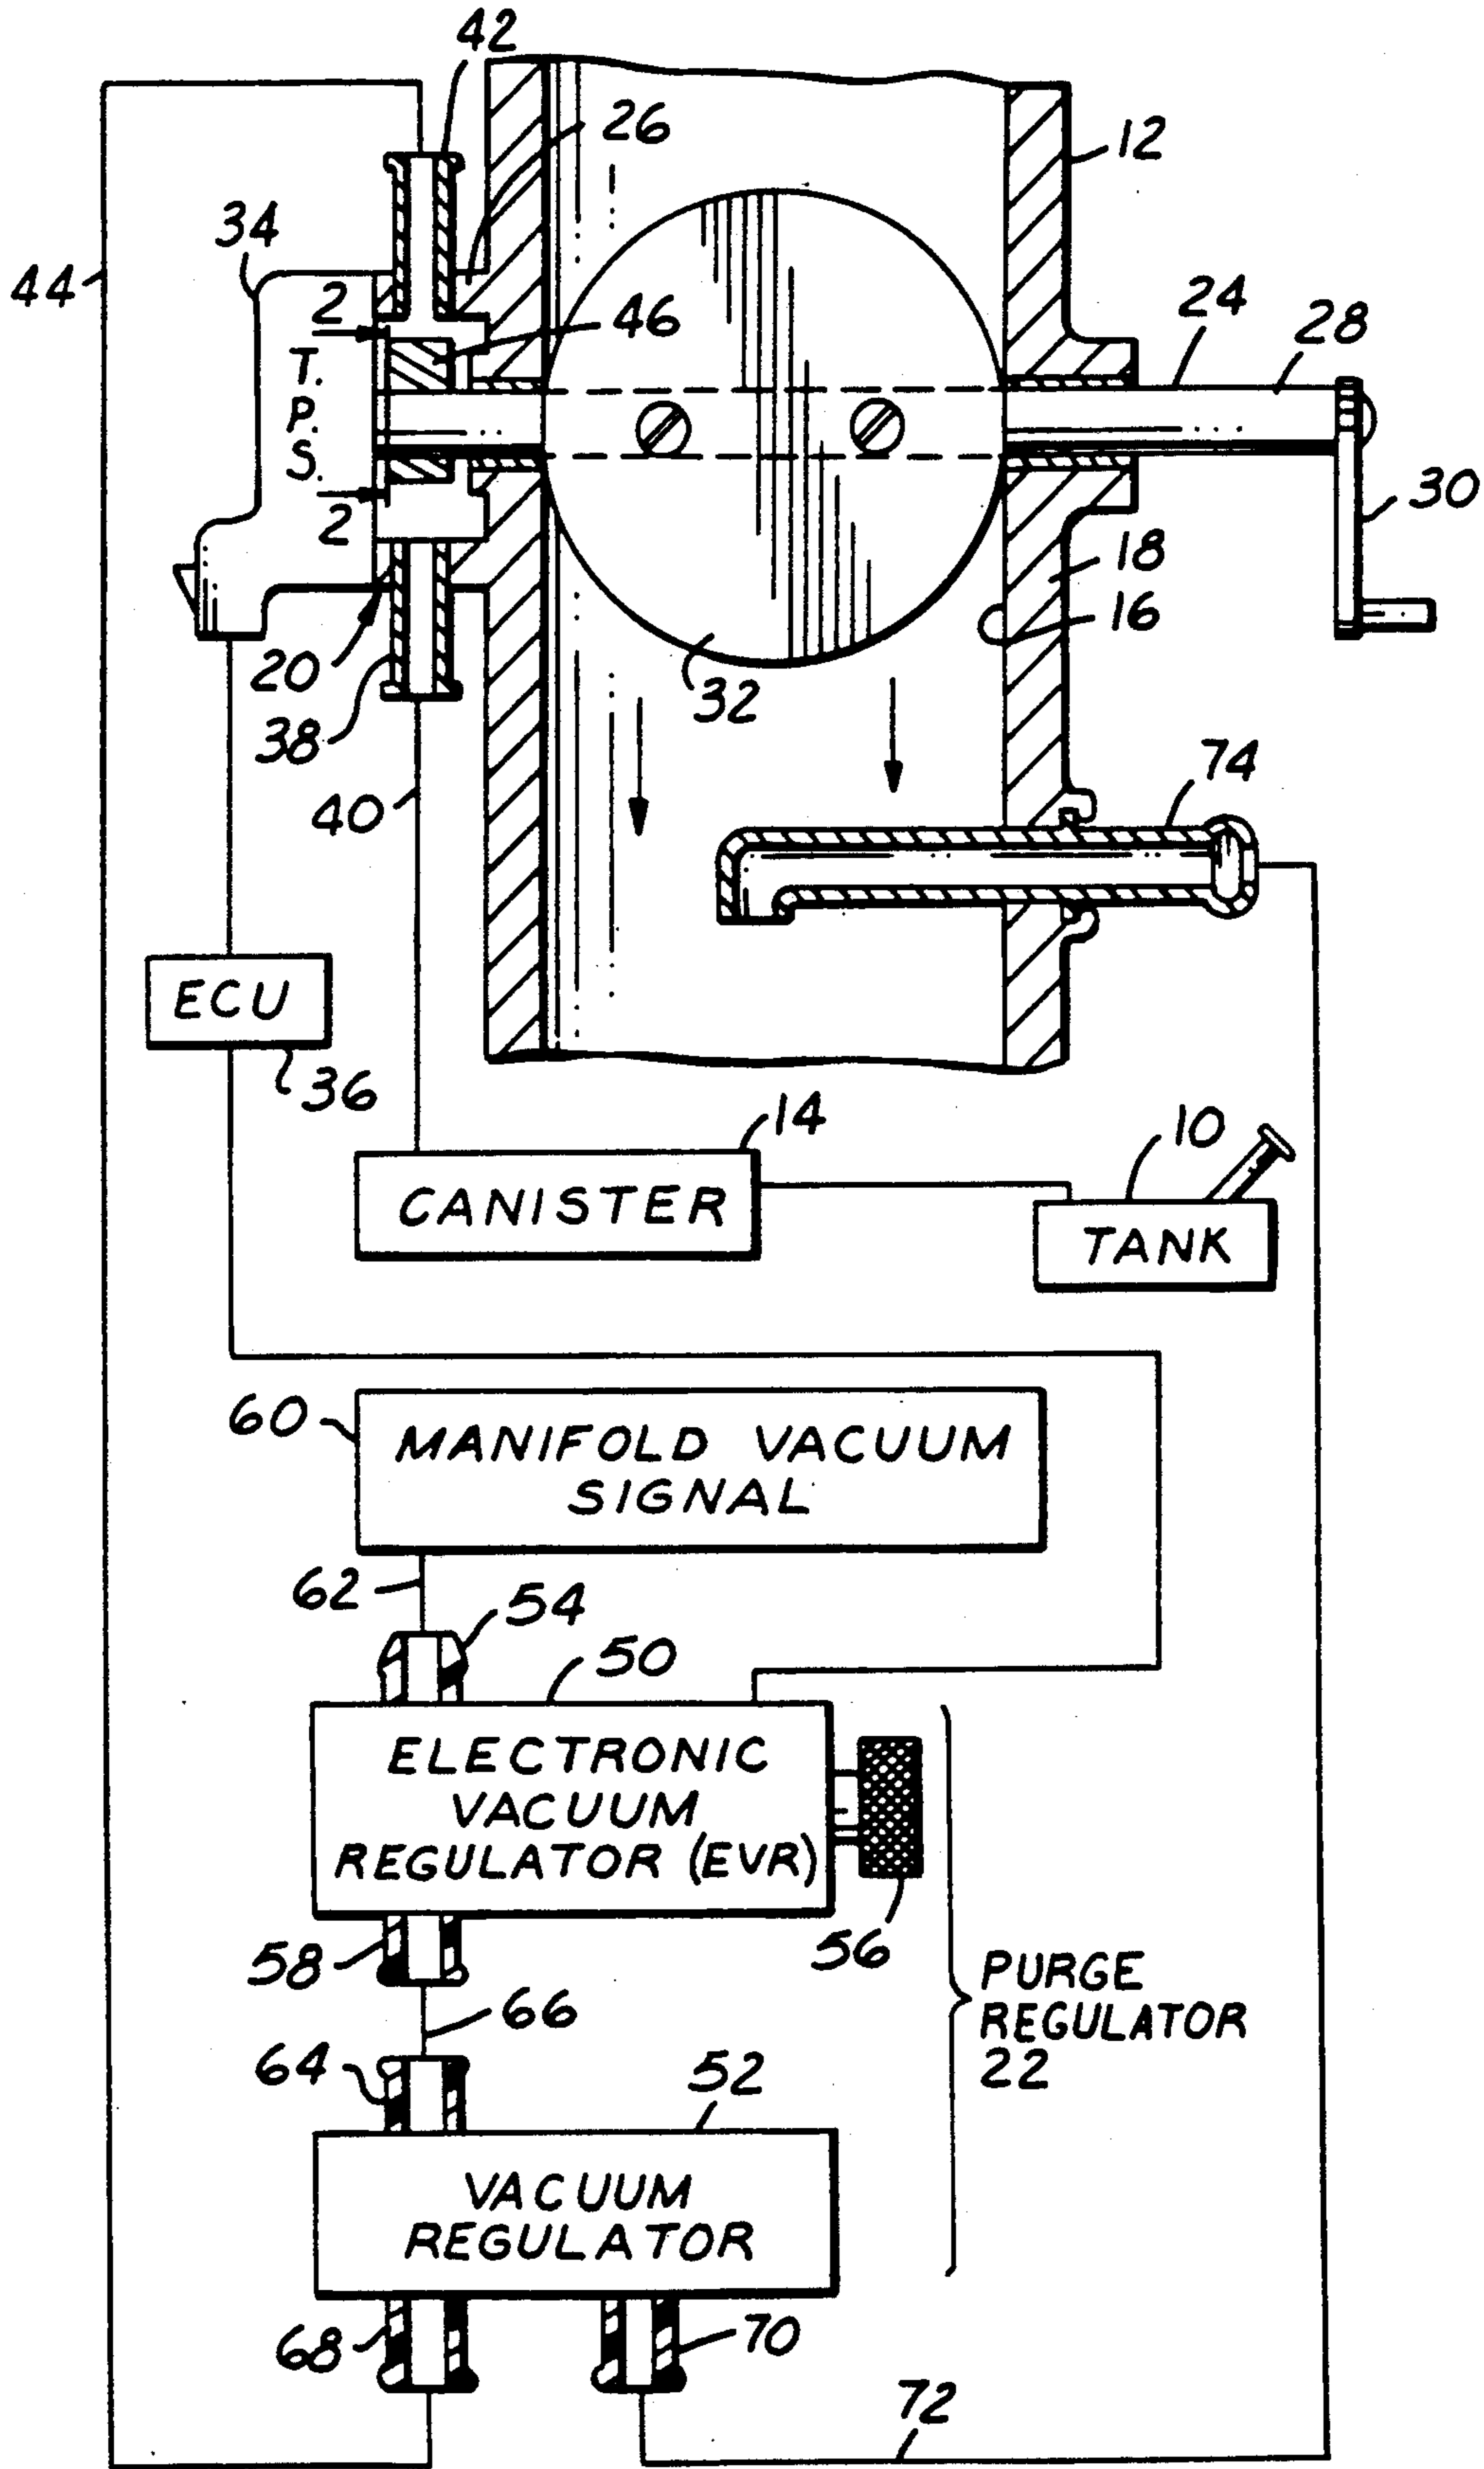 42
26
12
34
44
2
46
24
28
T.
P.
S.
2
30
18
16
20
32
38
74
40
ECU
36
14
10
CANISTER
TANK
60
MANIFOLD VACUUM
SIGNAL
62
54
50
ELECTRONIC
VACUUM
REGULATOR (EVR)
56
58
PURGE
REGULATOR
22
66
64
52
VACUUM
REGULATOR
68
70
72